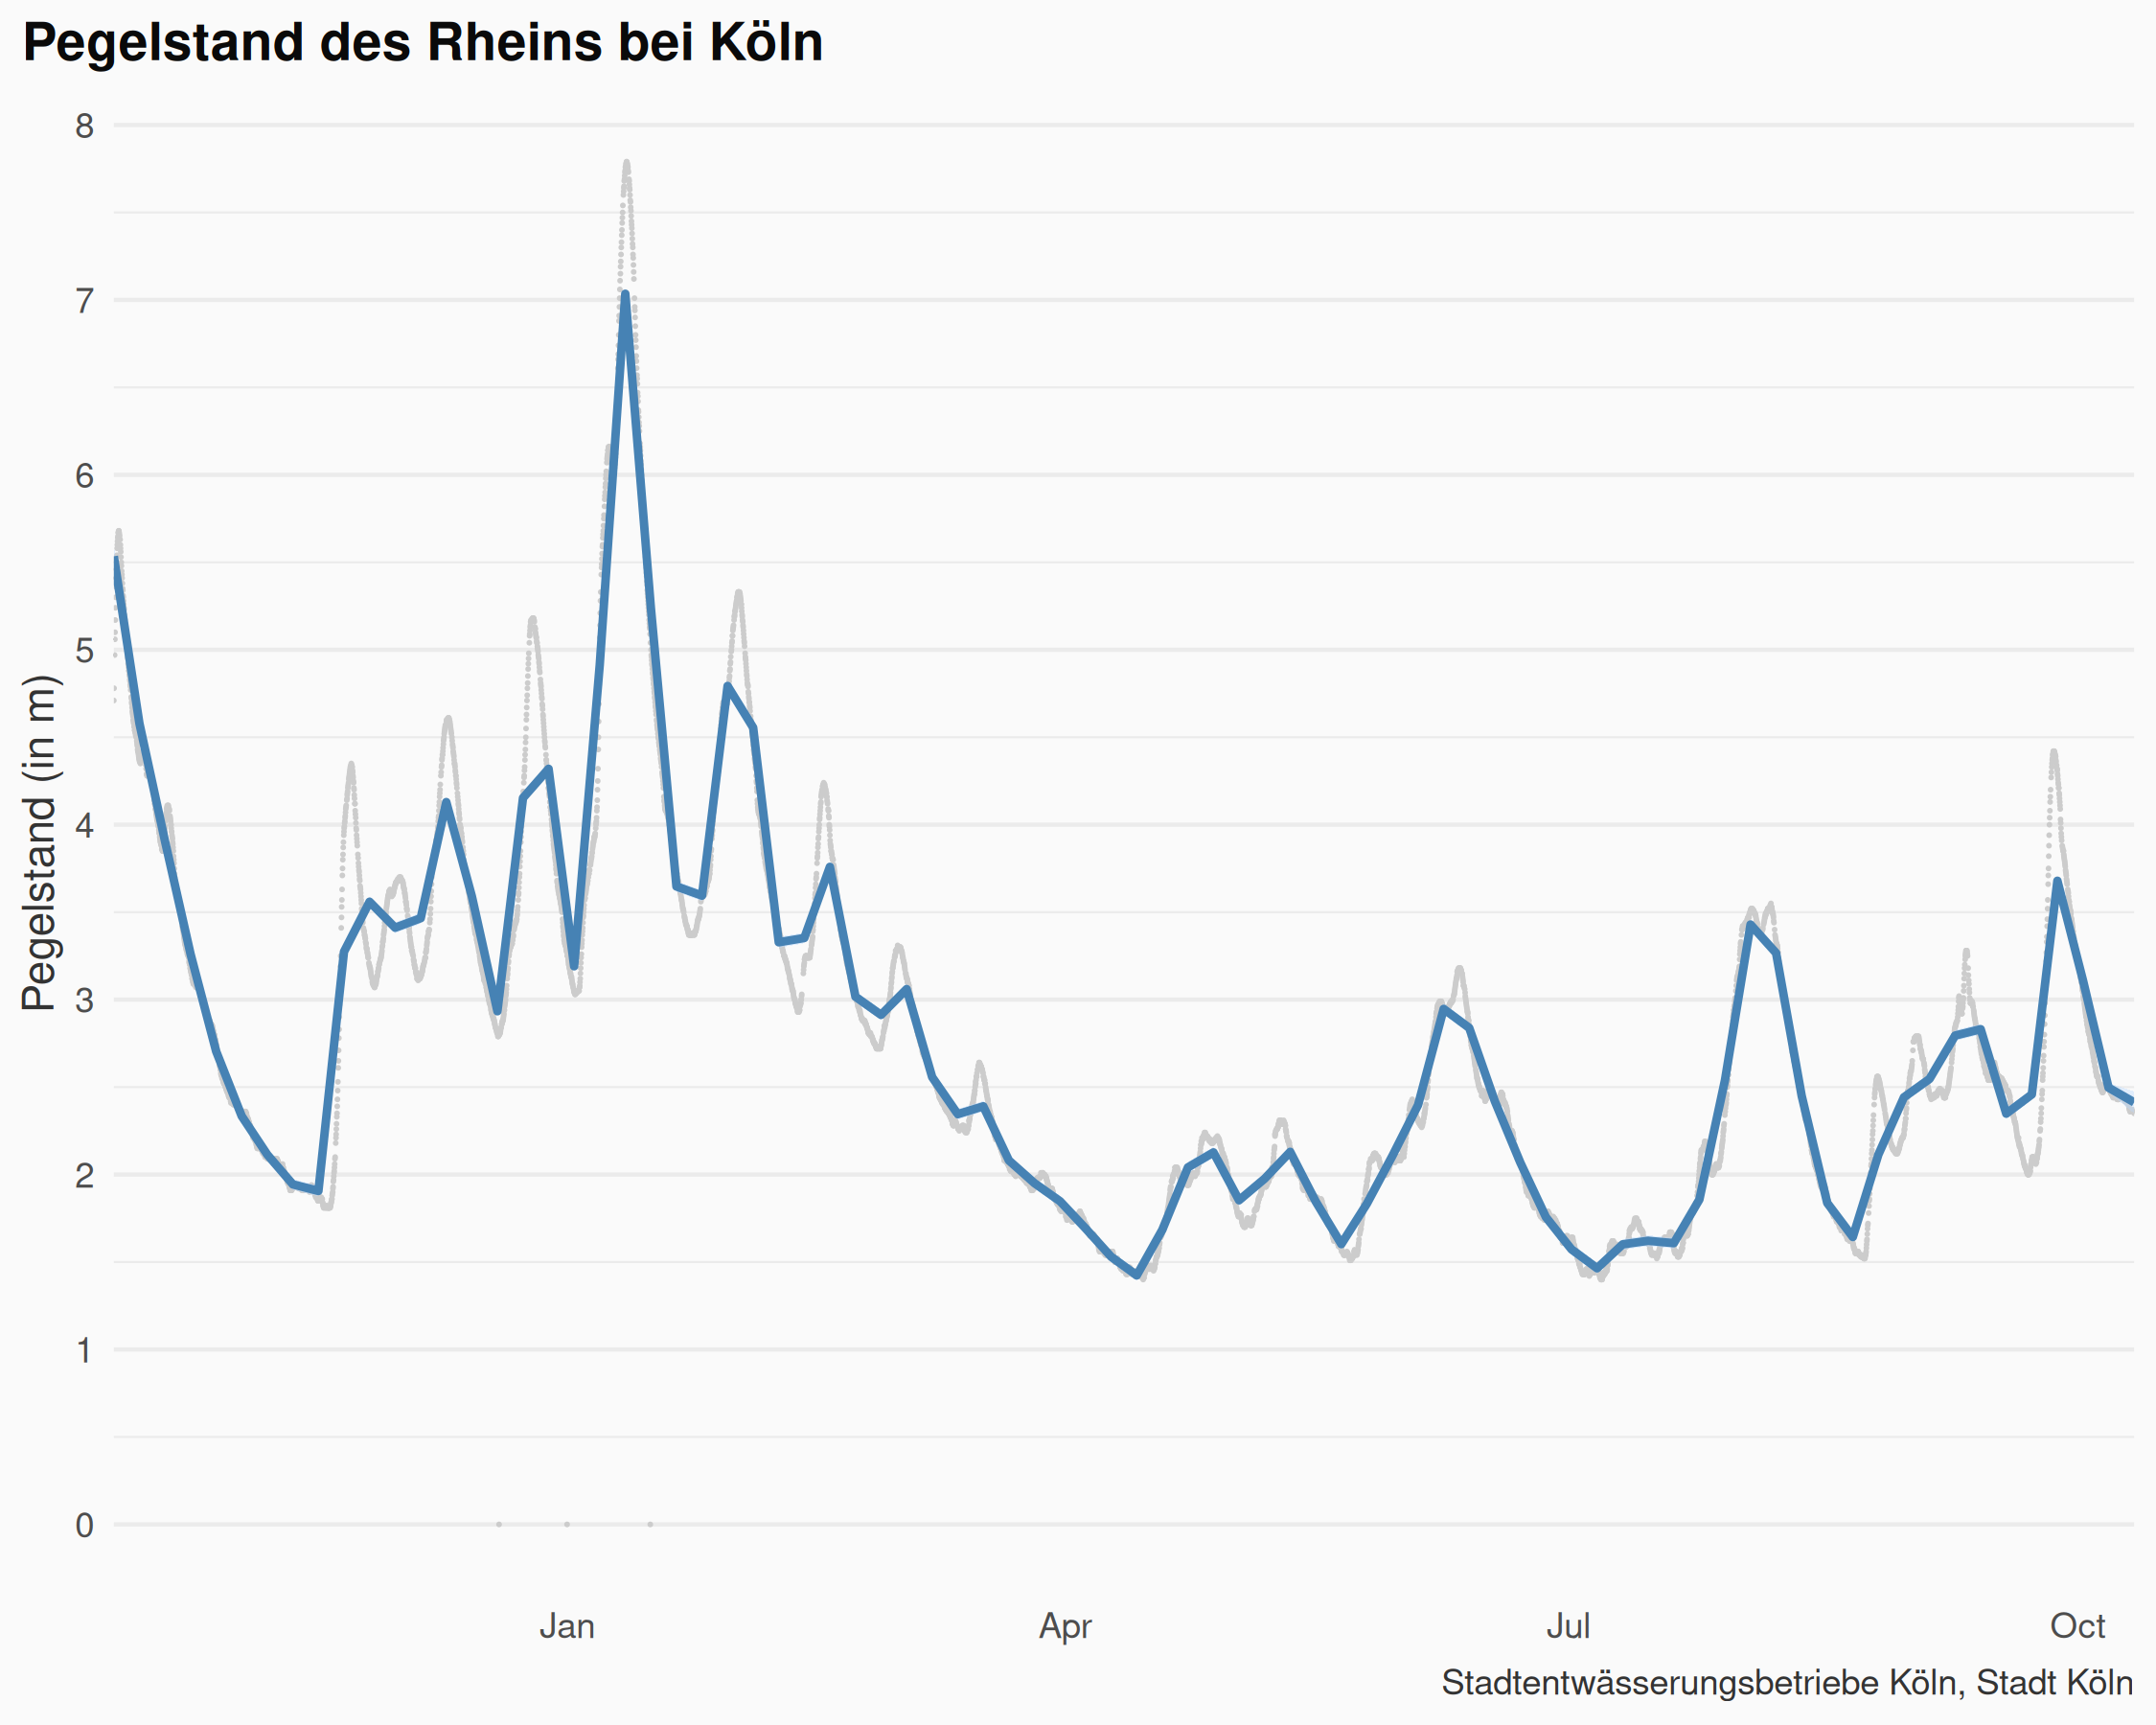 Pegelstand des Rheins bei Köln
Pegelstand (in m)
8
7
6
5
4
3
2
1
0
Jan Apr Jul Oct
Stadtentwässerungsbetriebe Köln, Stadt Köln